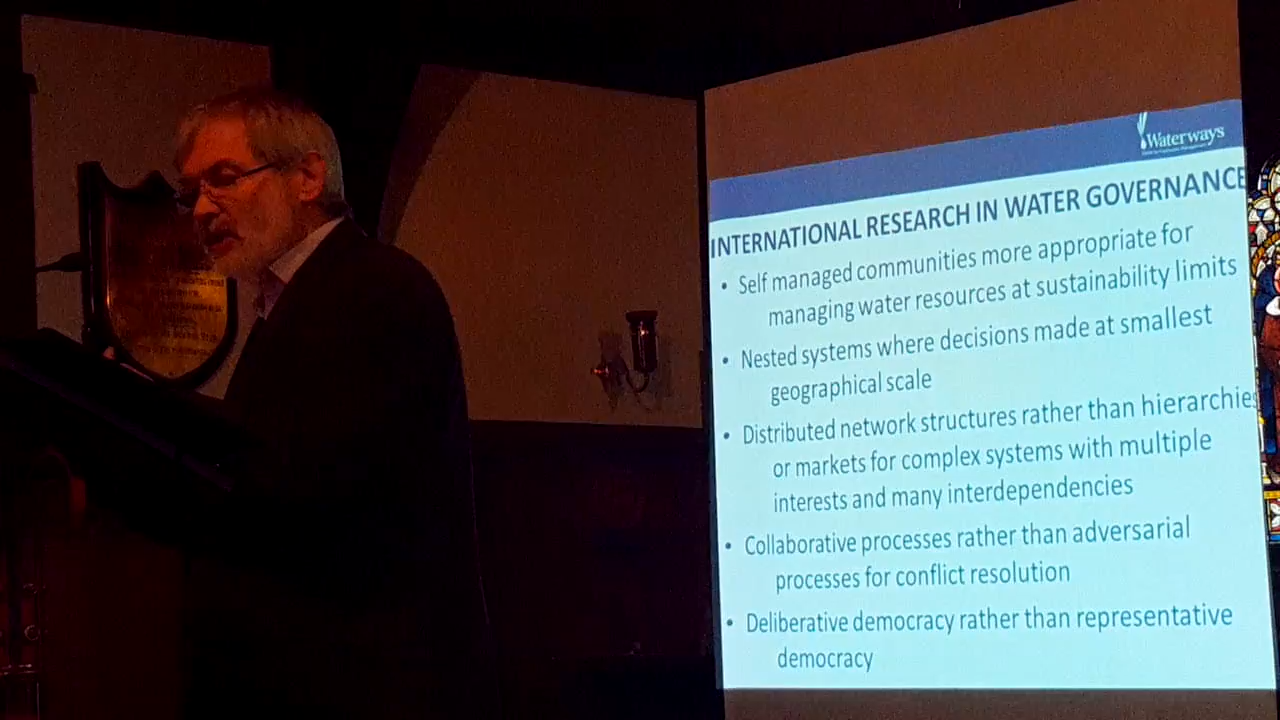 Waterways
INTERNATIONAL RESEARCH IN WATER GOVERNANCE
• Self managed communities more appropriate for
managing water resources at sustainability limits
• Nested systems where decisions made at smallest
geographical scale
• Distributed network structures rather than hierarchies
or markets for complex systems with multiple
interests and many interdependencies
• Collaborative processes rather than adversarial
processes for conflict resolution
• Deliberative democracy rather than representative
democracy